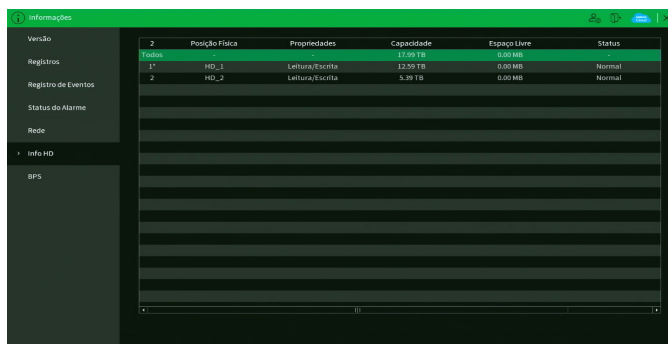 Informações
Versão
Registros
Registro de Eventos
Status do Alarme
Rede
Info HD
BPS
2 Posição Física Propriedades Capacidade Espaço Livre Status
Todos - - 17.99 TB 0.00 MB -
1* HD_1 Leitura/Escrita 12.59 TB 0.00 MB Normal
2 HD_2 Leitura/Escrita 5.39 TB 0.00 MB Normal